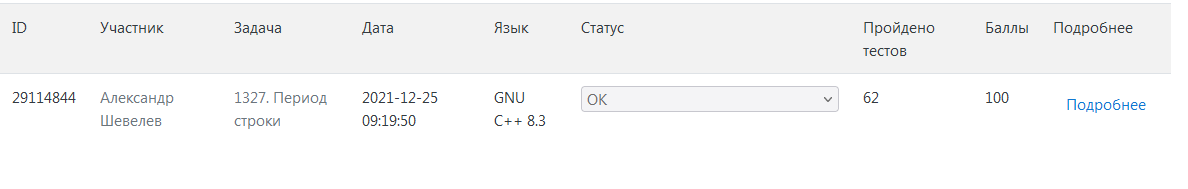 ID Участник Задача Дата Язык Статус Пройдено тестов Баллы Подробнее
29114844 Александр Шевелев 1327. Период строки 2021-12-25 09:19:50 GNU C++ 8.3 OK 62 100 Подробнее